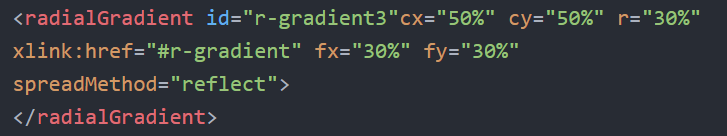 <radialGradient id="r-gradient3"cx="50%" cy="50%" r="30%"
xlink:href="#r-gradient" fx="30%" fy="30%"
spreadMethod="reflect">
</radialGradient>